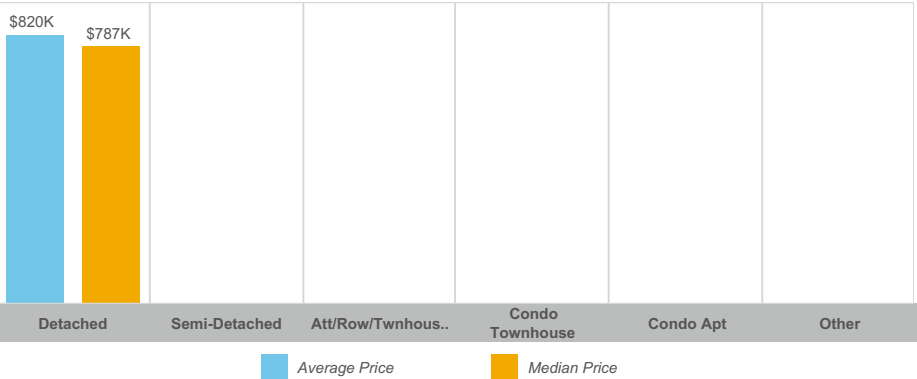 $820K
$787K
Detached
Semi-Detached
Att/Row/Twnhous..
Condo
Townhouse
Condo Apt
Other
Average Price
Median Price